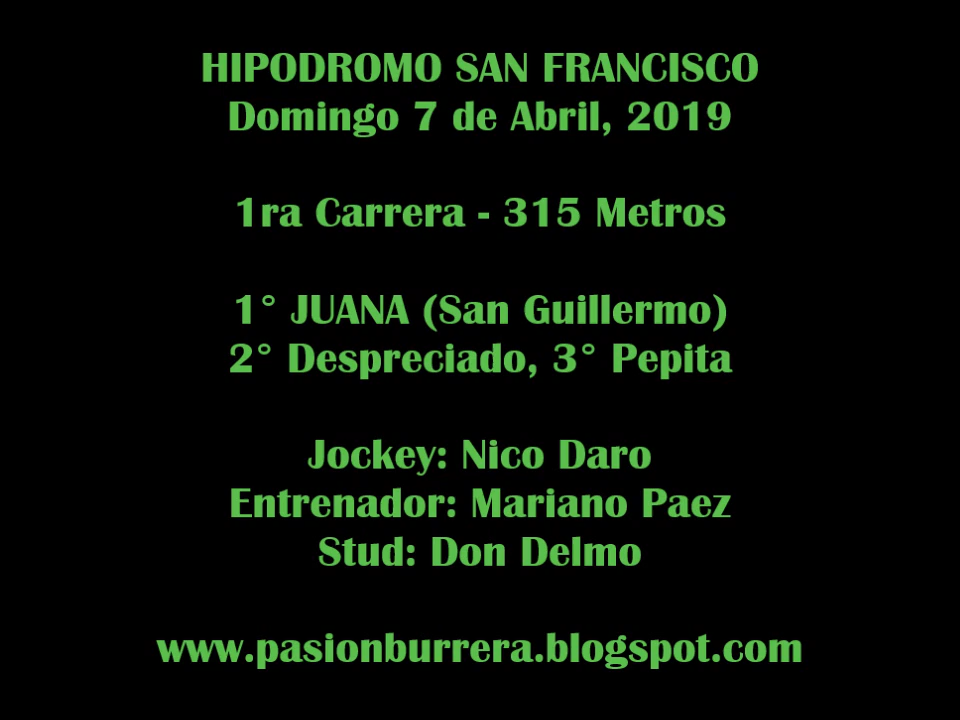 HIPODROMO SAN FRANCISCO
Domingo 7 de Abril, 2019
1ra Carrera - 315 Metros
1° JUANA (San Guillermo)
2° Despreciado, 3° Pepita
Jockey: Nico Daro
Entrenador: Mariano Paez
Stud: Don Delmo
www.pasionburrera.blogspot.com